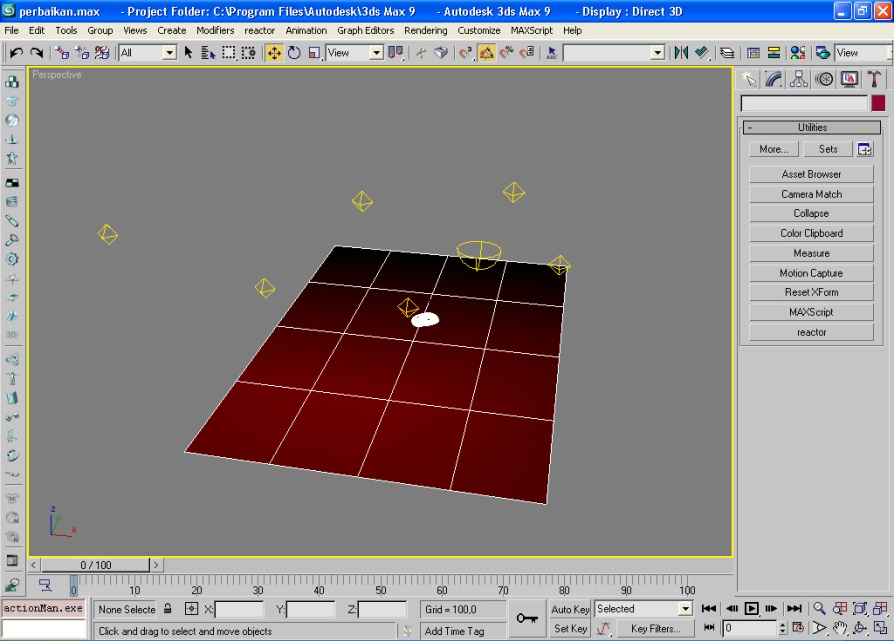 perbaikan.max - Project Folder: C:\Program Files\Autodesk\3ds Max 9 - Autodesk 3ds Max 9 - Display : Direct 3D
File Edit Tools Group Views Create Modifiers reactor Animation Graph Editors Rendering Customize MAXScript Help
All View View
Perspective
Utilities
More... Sets
Asset Browser
Camera Match
Collapse
Color Clipboard
Measure
Motion Capture
Reset XForm
MAXScript
reactor
z
y
x
0 / 100
0 10 20 30 40 50 60 70 80 90 100
actionMan.exe None Selecte X: Y: Z: Grid = 100,0 Auto Key Selected
Click and drag to select and move objects Add Time Tag Set Key Key Filters... 0